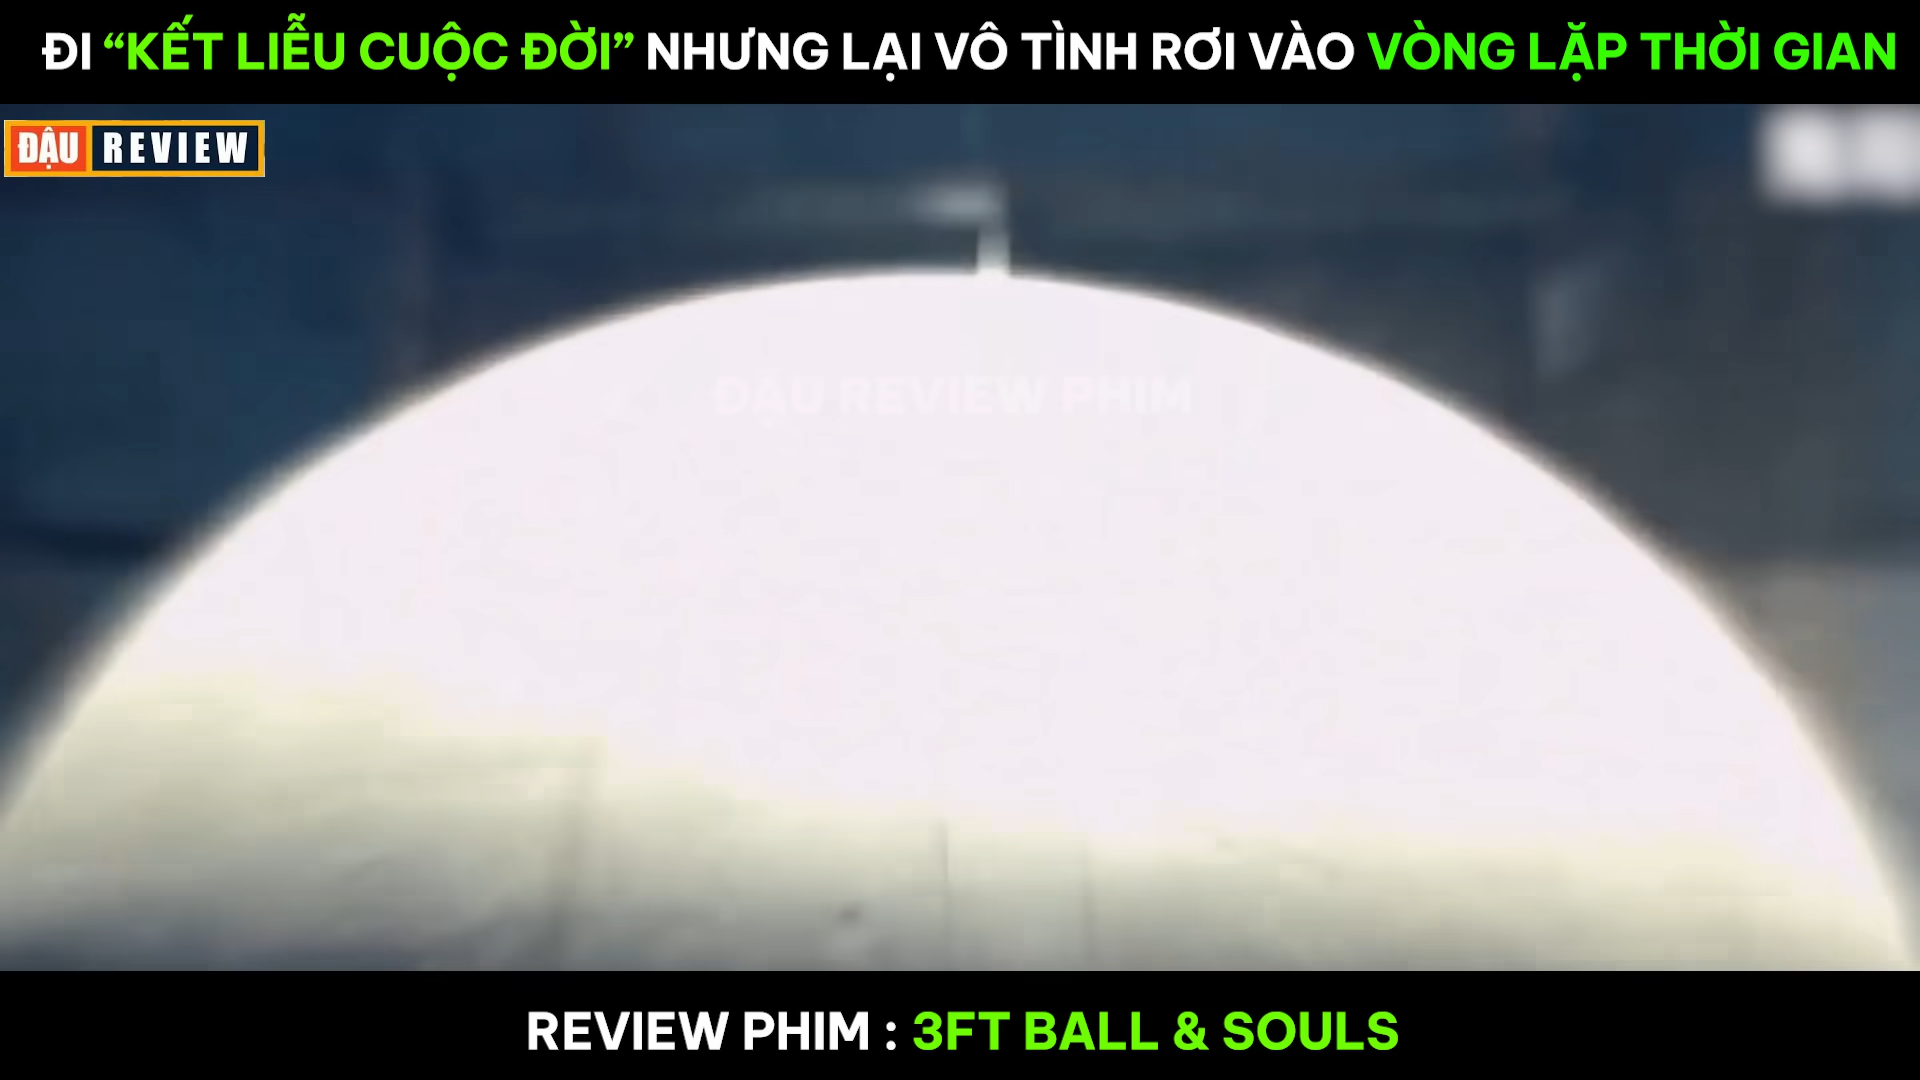 ĐI “KẾT LIỄU CUỘC ĐỜI” NHƯNG LẠI VÔ TÌNH RƠI VÀO VÒNG LẶP THỜI GIAN
ĐẬU REVIEW
ĐẬU REVIEW PHIM
REVIEW PHIM : 3FT BALL & SOULS